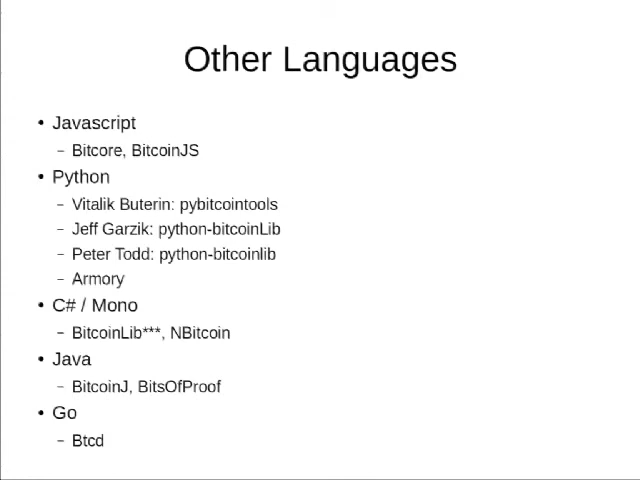 Other Languages
• Javascript
– Bitcore, BitcoinJS
• Python
– Vitalik Buterin: pybitcointools
– Jeff Garzik: python-bitcoinLib
– Peter Todd: python-bitcoinlib
– Armory
• C# / Mono
– BitcoinLib***, NBitcoin
• Java
– BitcoinJ, BitsOfProof
• Go
– Btcd